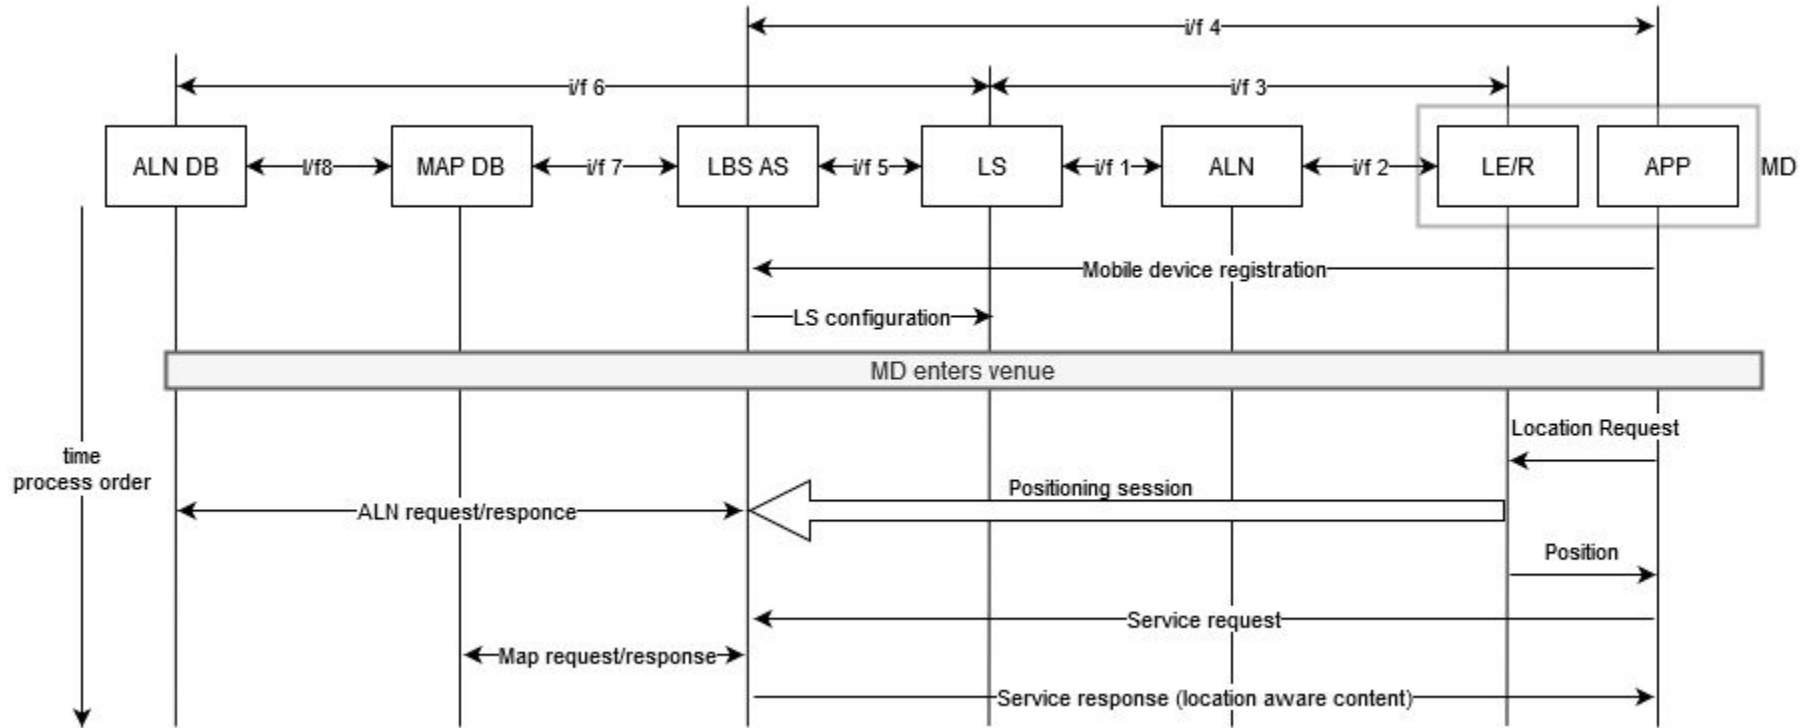 i/f 4
i/f 6
i/f 3
ALN DB
i/f8
MAP DB
i/f 7
LBS AS
i/f 5
LS
i/f 1
ALN
i/f 2
LE/R
APP
MD
Mobile device registration
LS configuration
MD enters venue
Location Request
time
process order
Positioning session
ALN request/responce
Position
Service request
Map request/response
Service response (location aware content)